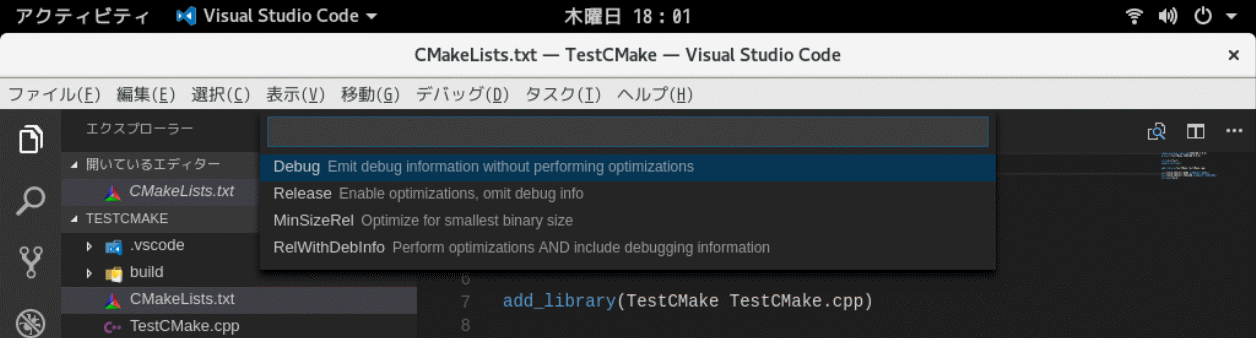 アクティビティ Visual Studio Code 木曜日 18：01
CMakeLists.txt — TestCMake — Visual Studio Code
ファイル(F) 編集(E) 選択(C) 表示(V) 移動(G) デバッグ(D) タスク(T) ヘルプ(H)
エクスプローラー
開いているエディター
CMakeLists.txt
TESTCMAKE
.vscode
build
CMakeLists.txt
TestCMake.cpp
Debug Emit debug information without performing optimizations
Release Enable optimizations, omit debug info
MinSizeRel Optimize for smallest binary size
RelWithDebInfo Perform optimizations AND include debugging information
6
7 add_library(TestCMake TestCMake.cpp)
8